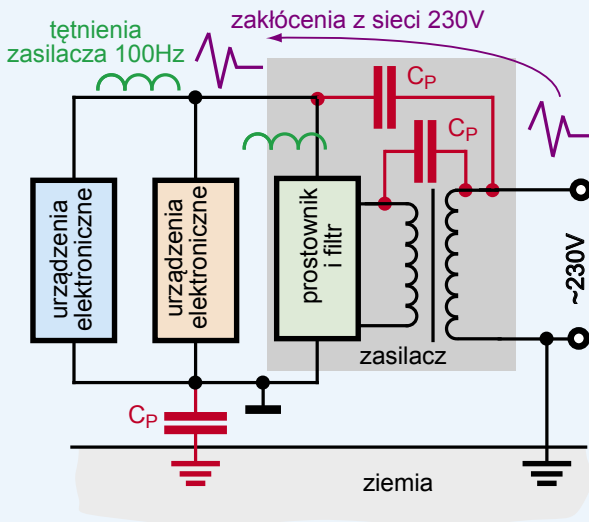 tętnienia
zasilacza 100Hz
zakłócenia z sieci 230V
CP
CP
urządzenia
elektroniczne
urządzenia
elektroniczne
prostownik
i filtr
~230V
zasilacz
CP
ziemia